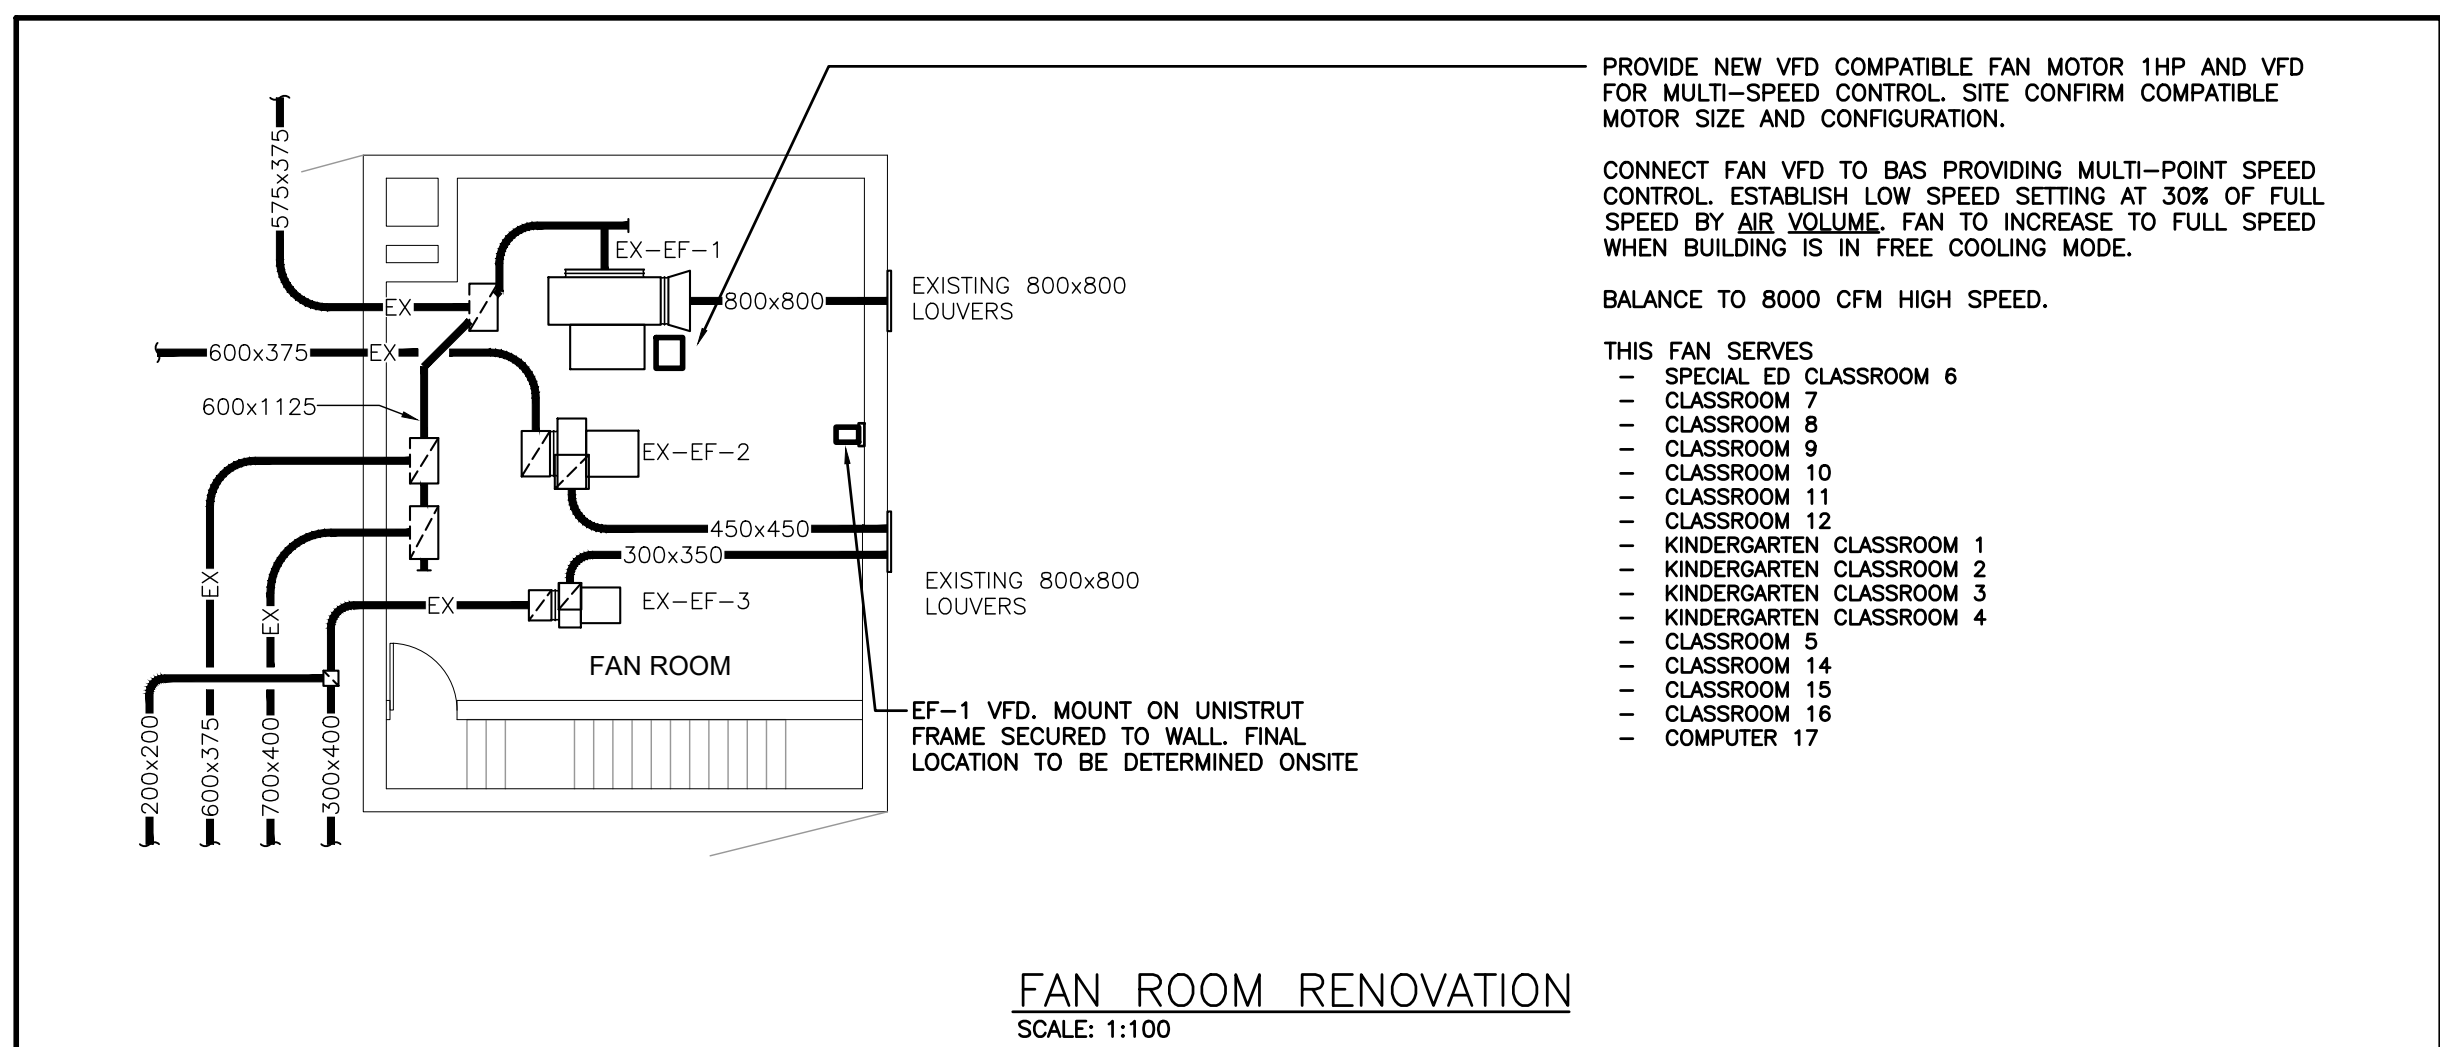 PROVIDE NEW VFD COMPATIBLE FAN MOTOR 1HP AND VFD
FOR MULTI-SPEED CONTROL. SITE CONFIRM COMPATIBLE
MOTOR SIZE AND CONFIGURATION.
CONNECT FAN VFD TO BAS PROVIDING MULTI-POINT SPEED
CONTROL. ESTABLISH LOW SPEED SETTING AT 30% OF FULL
SPEED BY AIR VOLUME. FAN TO INCREASE TO FULL SPEED
WHEN BUILDING IS IN FREE COOLING MODE.
BALANCE TO 8000 CFM HIGH SPEED.
THIS FAN SERVES
- SPECIAL ED CLASSROOM 6
- CLASSROOM 7
- CLASSROOM 8
- CLASSROOM 9
- CLASSROOM 10
- CLASSROOM 11
- CLASSROOM 12
- KINDERGARTEN CLASSROOM 1
- KINDERGARTEN CLASSROOM 2
- KINDERGARTEN CLASSROOM 3
- KINDERGARTEN CLASSROOM 4
- CLASSROOM 5
- CLASSROOM 14
- CLASSROOM 15
- CLASSROOM 16
- COMPUTER 17
575x375
EX-EF-1
EX
800x800
EXISTING 800x800
LOUVERS
600x375
EX
600x1125
EX-EF-2
450x450
300x350
EXISTING 800x800
LOUVERS
EX
EX
EX
EX-EF-3
FAN ROOM
200x200
600x375
700x400
300x400
EF-1 VFD. MOUNT ON UNISTRUT
FRAME SECURED TO WALL. FINAL
LOCATION TO BE DETERMINED ONSITE
FAN ROOM RENOVATION
SCALE: 1:100